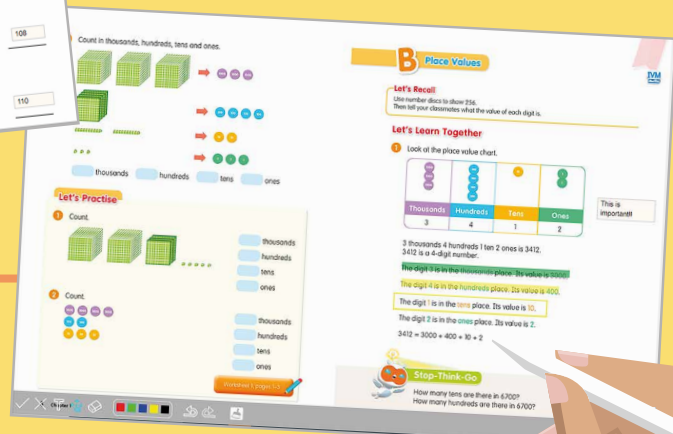 108
110
Count in thousands, hundreds, tens and ones.
thousands
hundreds
tens
ones
Let's Practise
1 Count.
thousands
hundreds
tens
ones
2 Count.
thousands
hundreds
tens
ones
Chapter 1
B Place Values
Let's Recall
Use number discs to show 256.
Then tell your classmates what the value of each digit is.
Let's Learn Together
1 Look at the place value chart.
Thousands Hundreds Tens Ones
3 4 1 2
This is
important!!
3 thousands 4 hundreds 1 ten 2 ones is 3412.
3412 is a 4-digit number.
The digit 3 is in the thousands place. Its value is 3000.
The digit 4 is in the hundreds place. Its value is 400.
The digit 1 is in the tens place. Its value is 10.
The digit 2 is in the ones place. Its value is 2.
3412 = 3000 + 400 + 10 + 2
Stop-Think-Go
How many tens are there in 6700?
How many hundreds are there in 6700?